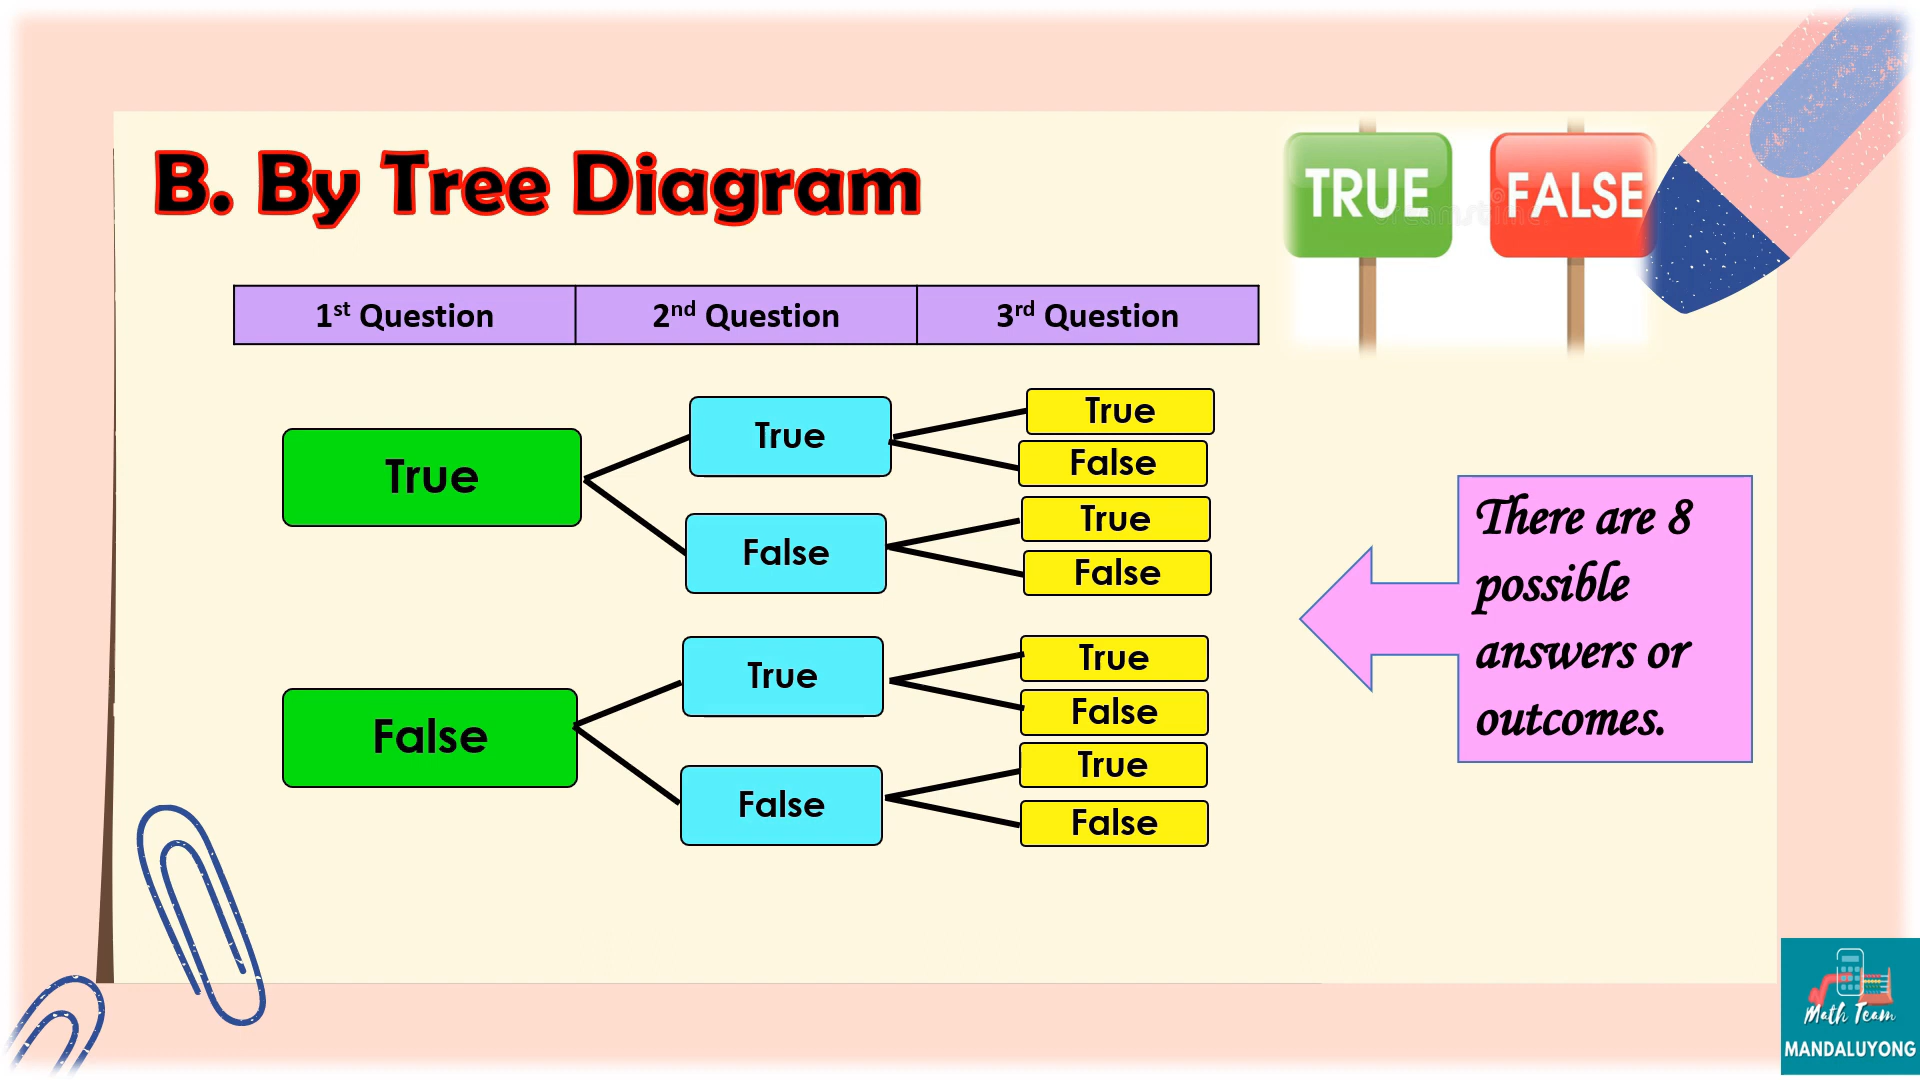 B. By Tree Diagram
TRUE
FALSE
1st Question
2nd Question
3rd Question
True
True
True
False
False
True
False
False
True
True
False
False
True
False
There are 8
possible
answers or
outcomes.
Math Team
MANDALUYONG